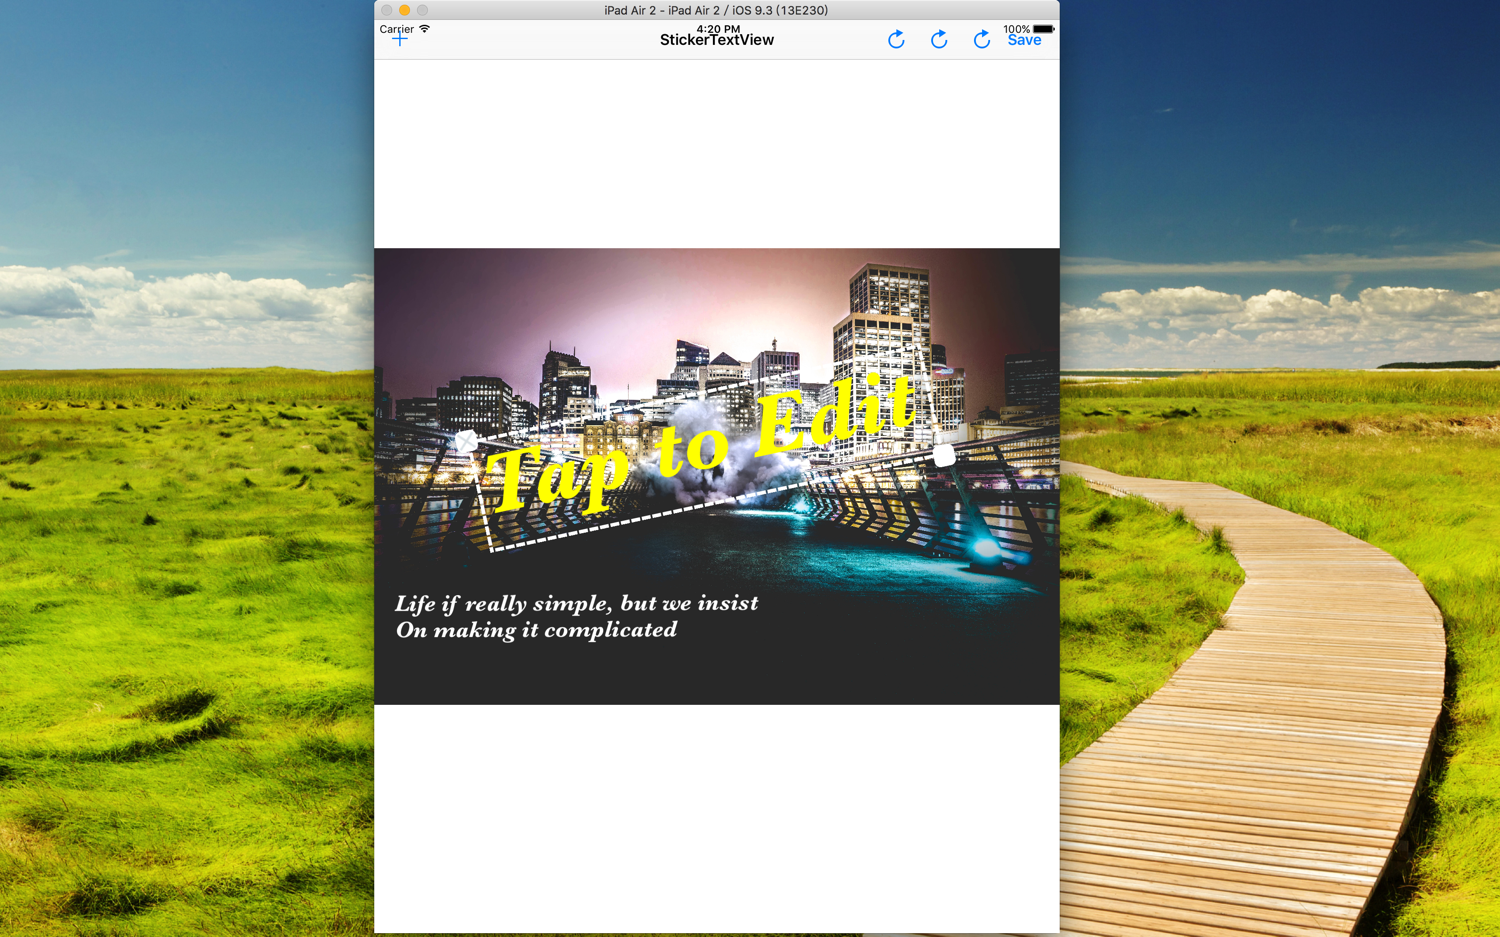 iPad Air 2 - iPad Air 2 / iOS 9.3 (13E230)
Carrier 4:20 PM 100%
StickerTextView Save
Tap to Edit
Life if really simple, but we insist
On making it complicated